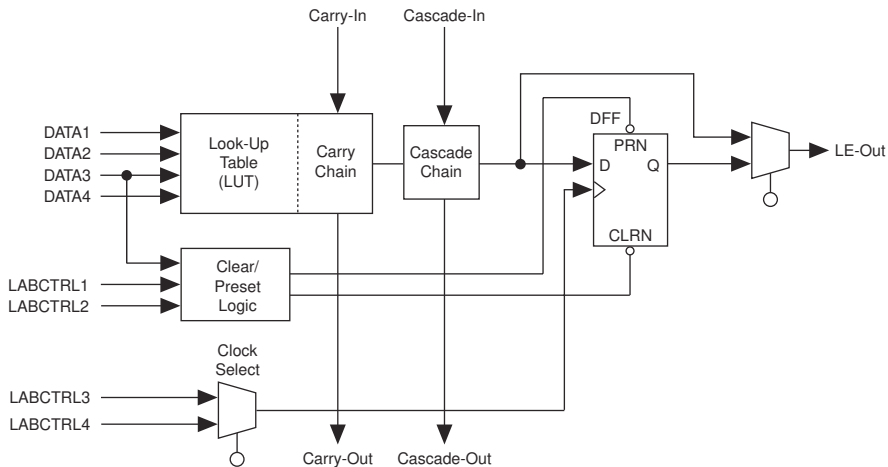 Carry-In
Cascade-In
DATA1
DATA2
DATA3
DATA4
Look-Up
Table
(LUT)
Carry
Chain
Cascade
Chain
DFF
PRN
D
Q
CLRN
LE-Out
LABCTRL1
LABCTRL2
Clear/
Preset
Logic
Clock
Select
LABCTRL3
LABCTRL4
Carry-Out
Cascade-Out